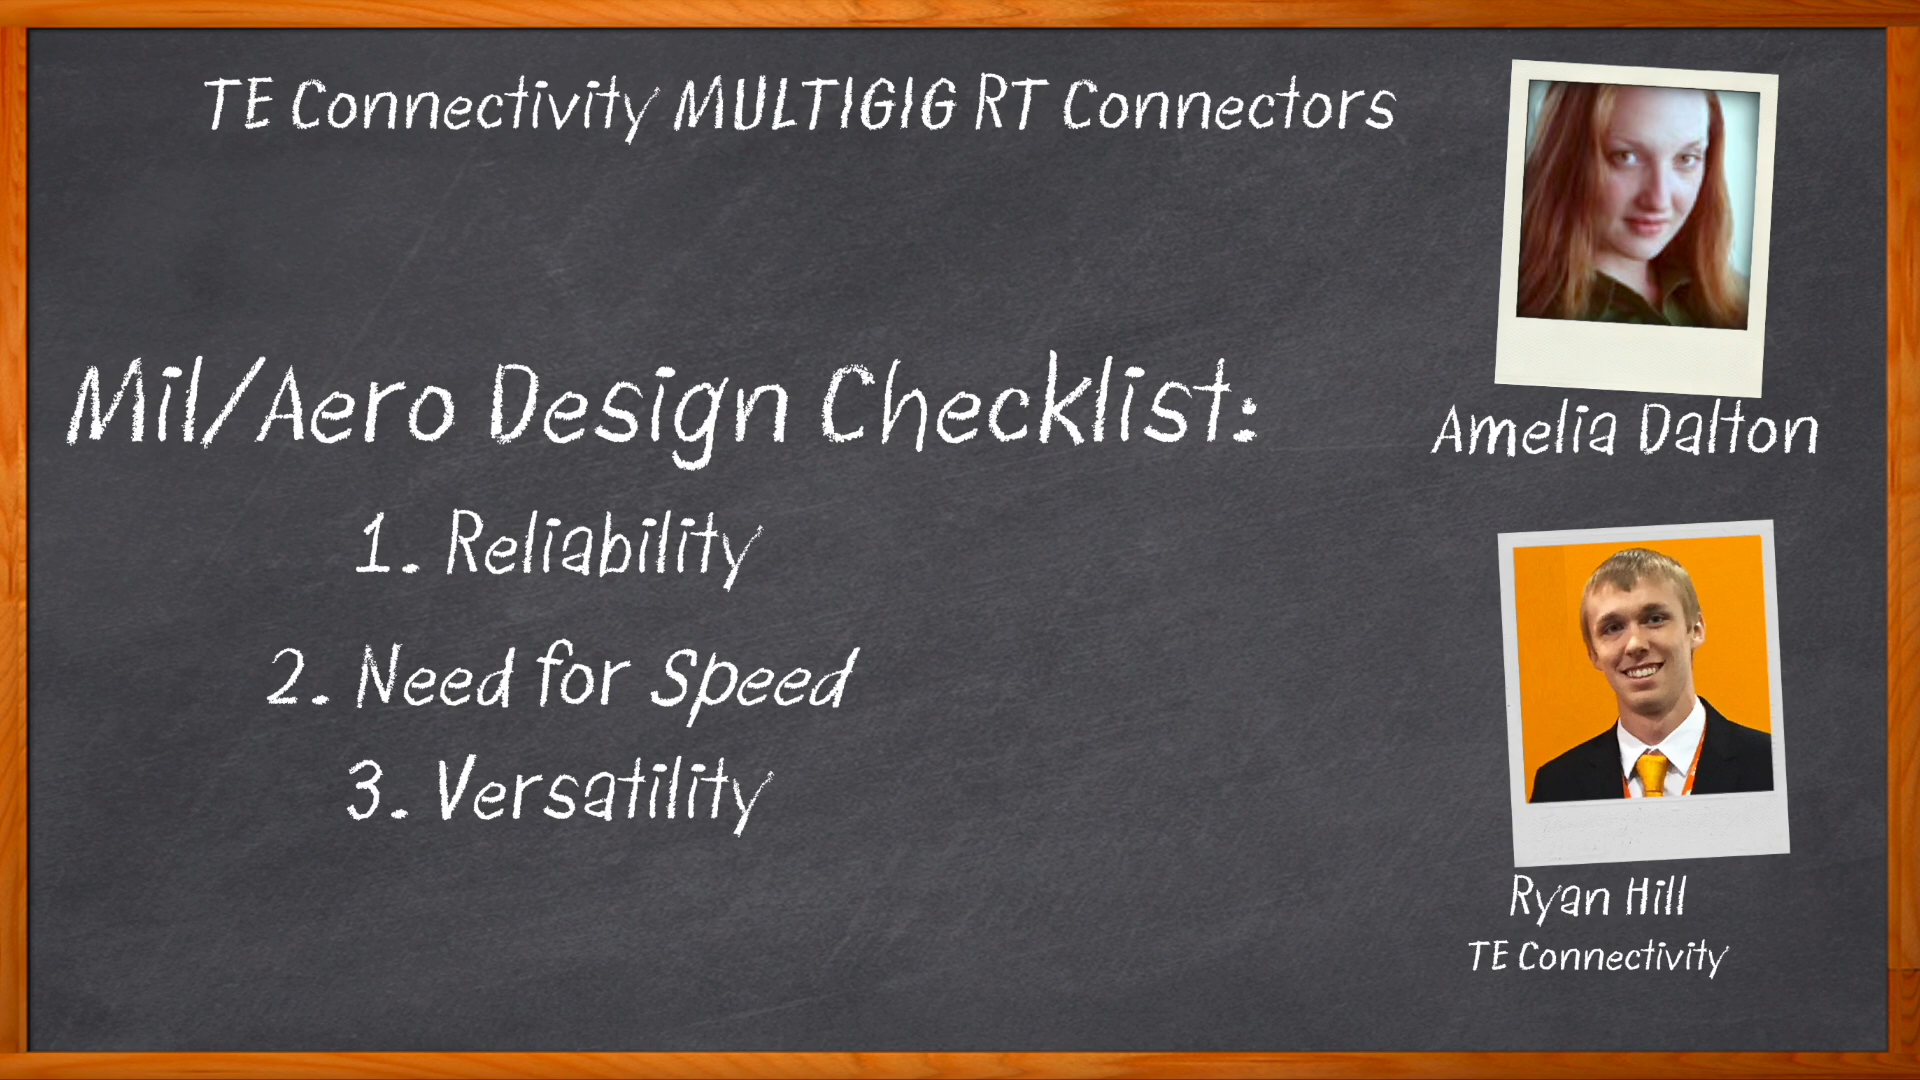 TE Connectivity MULTIGIG RT Connectors
Mil/Aero Design Checklist:
1. Reliability
2. Need for Speed
3. Versatility
Amelia Dalton
Ryan Hill
TE Connectivity